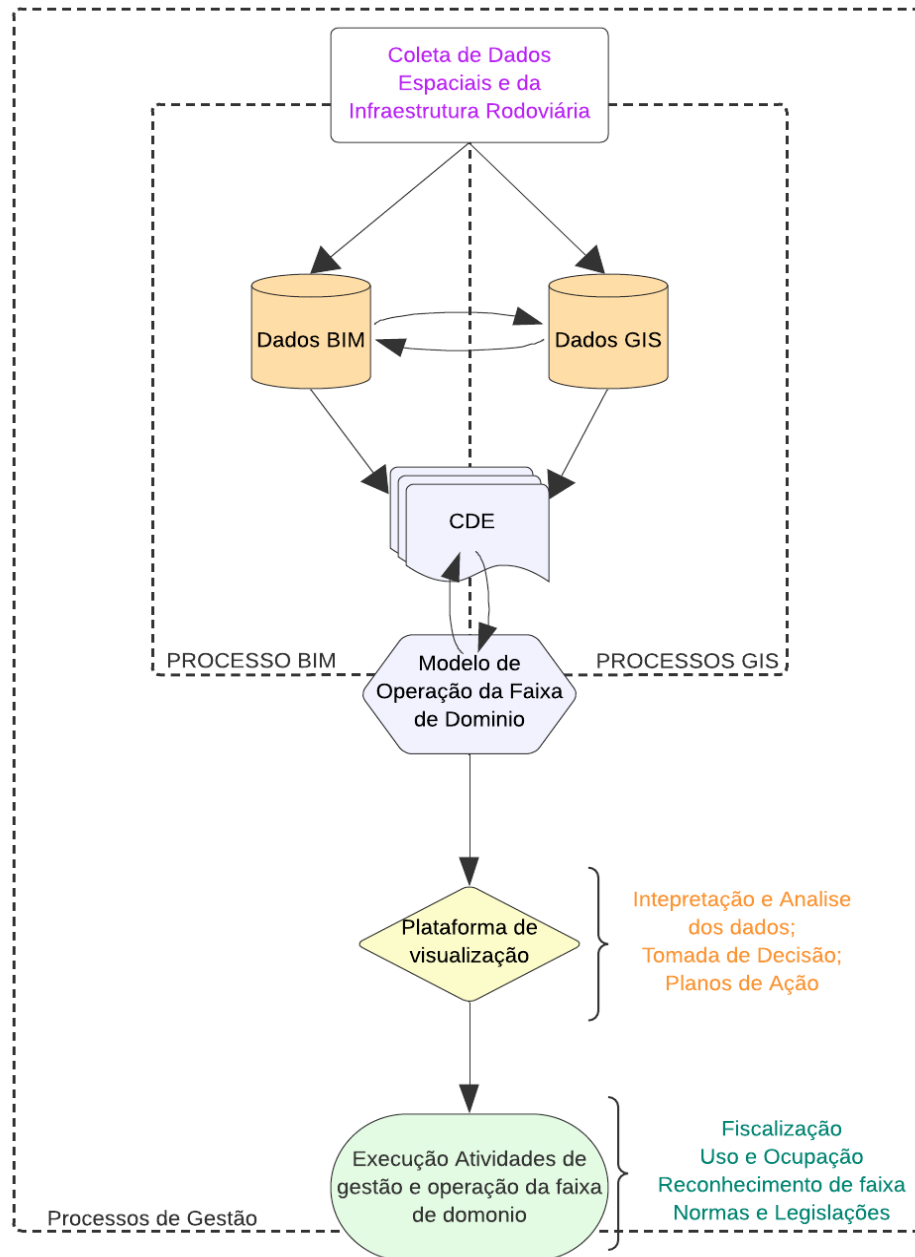 Coleta de Dados
Espaciais e da
Infraestrutura Rodoviária
Dados BIM
Dados GIS
CDE
PROCESSO BIM
PROCESSOS GIS
Modelo de
Operação da Faixa
de Dominio
Plataforma de
visualização
Intepretação e Analise
dos dados;
Tomada de Decisão;
Planos de Ação
Execução Atividades de
gestão e operação da faixa
de domonio
Fiscalização
Uso e Ocupação
Reconhecimento de faixa
Normas e Legislações
Processos de Gestão